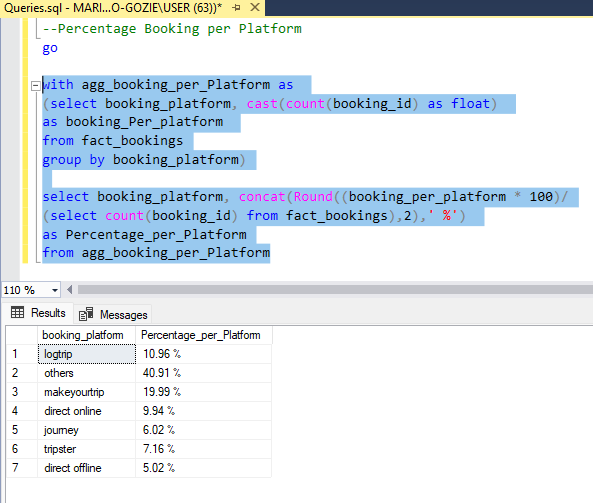 Queries.sql - MARI...O-GOZIE\USER (63))*
--Percentage Booking per Platform
go
with agg_booking_per_Platform as
(select booking_platform, cast(count(booking_id) as float)
as booking_Per_platform
from fact_bookings
group by booking_platform)
select booking_platform, concat(Round((booking_per_platform * 100)/
(select count(booking_id) from fact_bookings),2),' %')
as Percentage_per_Platform
from agg_booking_per_Platform
110 %
Results Messages
booking_platform Percentage_per_Platform
1 logtrip 10.96 %
2 others 40.91 %
3 makeyourtrip 19.99 %
4 direct online 9.94 %
5 journey 6.02 %
6 tripster 7.16 %
7 direct offline 5.02 %